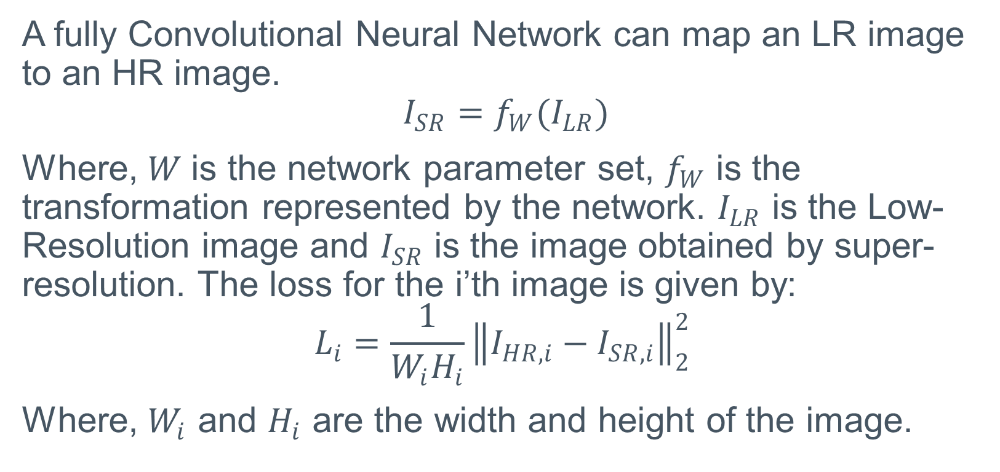 A fully Convolutional Neural Network can map an LR image
to an HR image.
I_{SR} = f_W(I_{LR})
Where, W is the network parameter set, f_W is the
transformation represented by the network. I_{LR} is the Low-
Resolution image and I_{SR} is the image obtained by super-
resolution. The loss for the i’th image is given by:
L_i = \frac{1}{W_i H_i} \left\| I_{HR,i} − I_{SR,i} \right\|_2^2
Where, W_i and H_i are the width and height of the image.